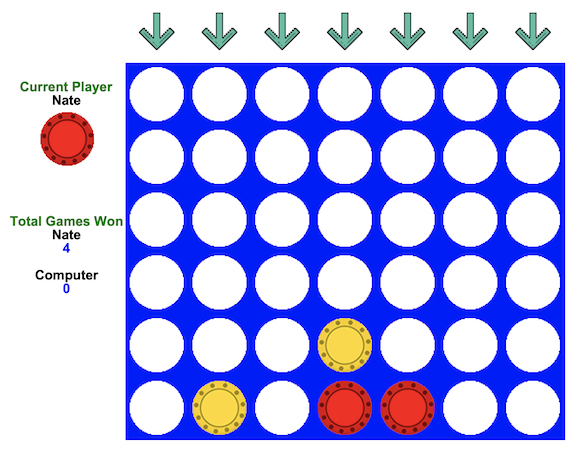 Current Player
Nate
Total Games Won
Nate
4
Computer
0